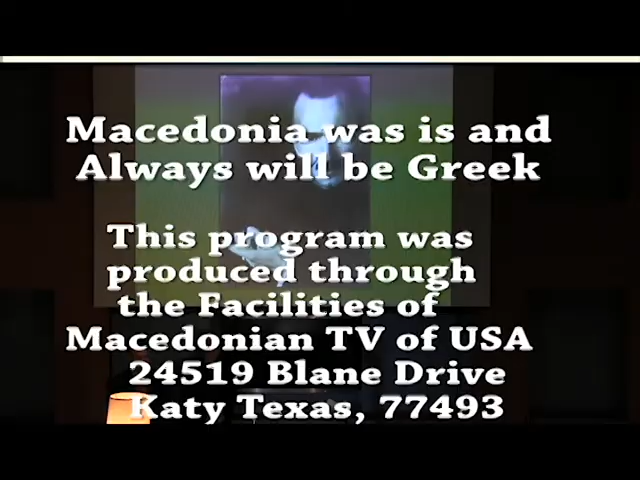 Macedonia was is and
Always will be Greek
This program was
produced through
the Facilities of
Macedonian TV of USA
24519 Blane Drive
Katy Texas, 77493